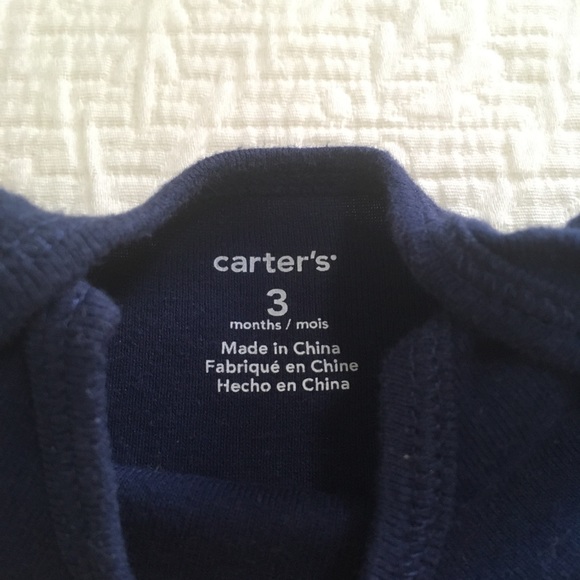 carter's
3
months / mois
Made in China
Fabriqué en Chine
Hecho en China